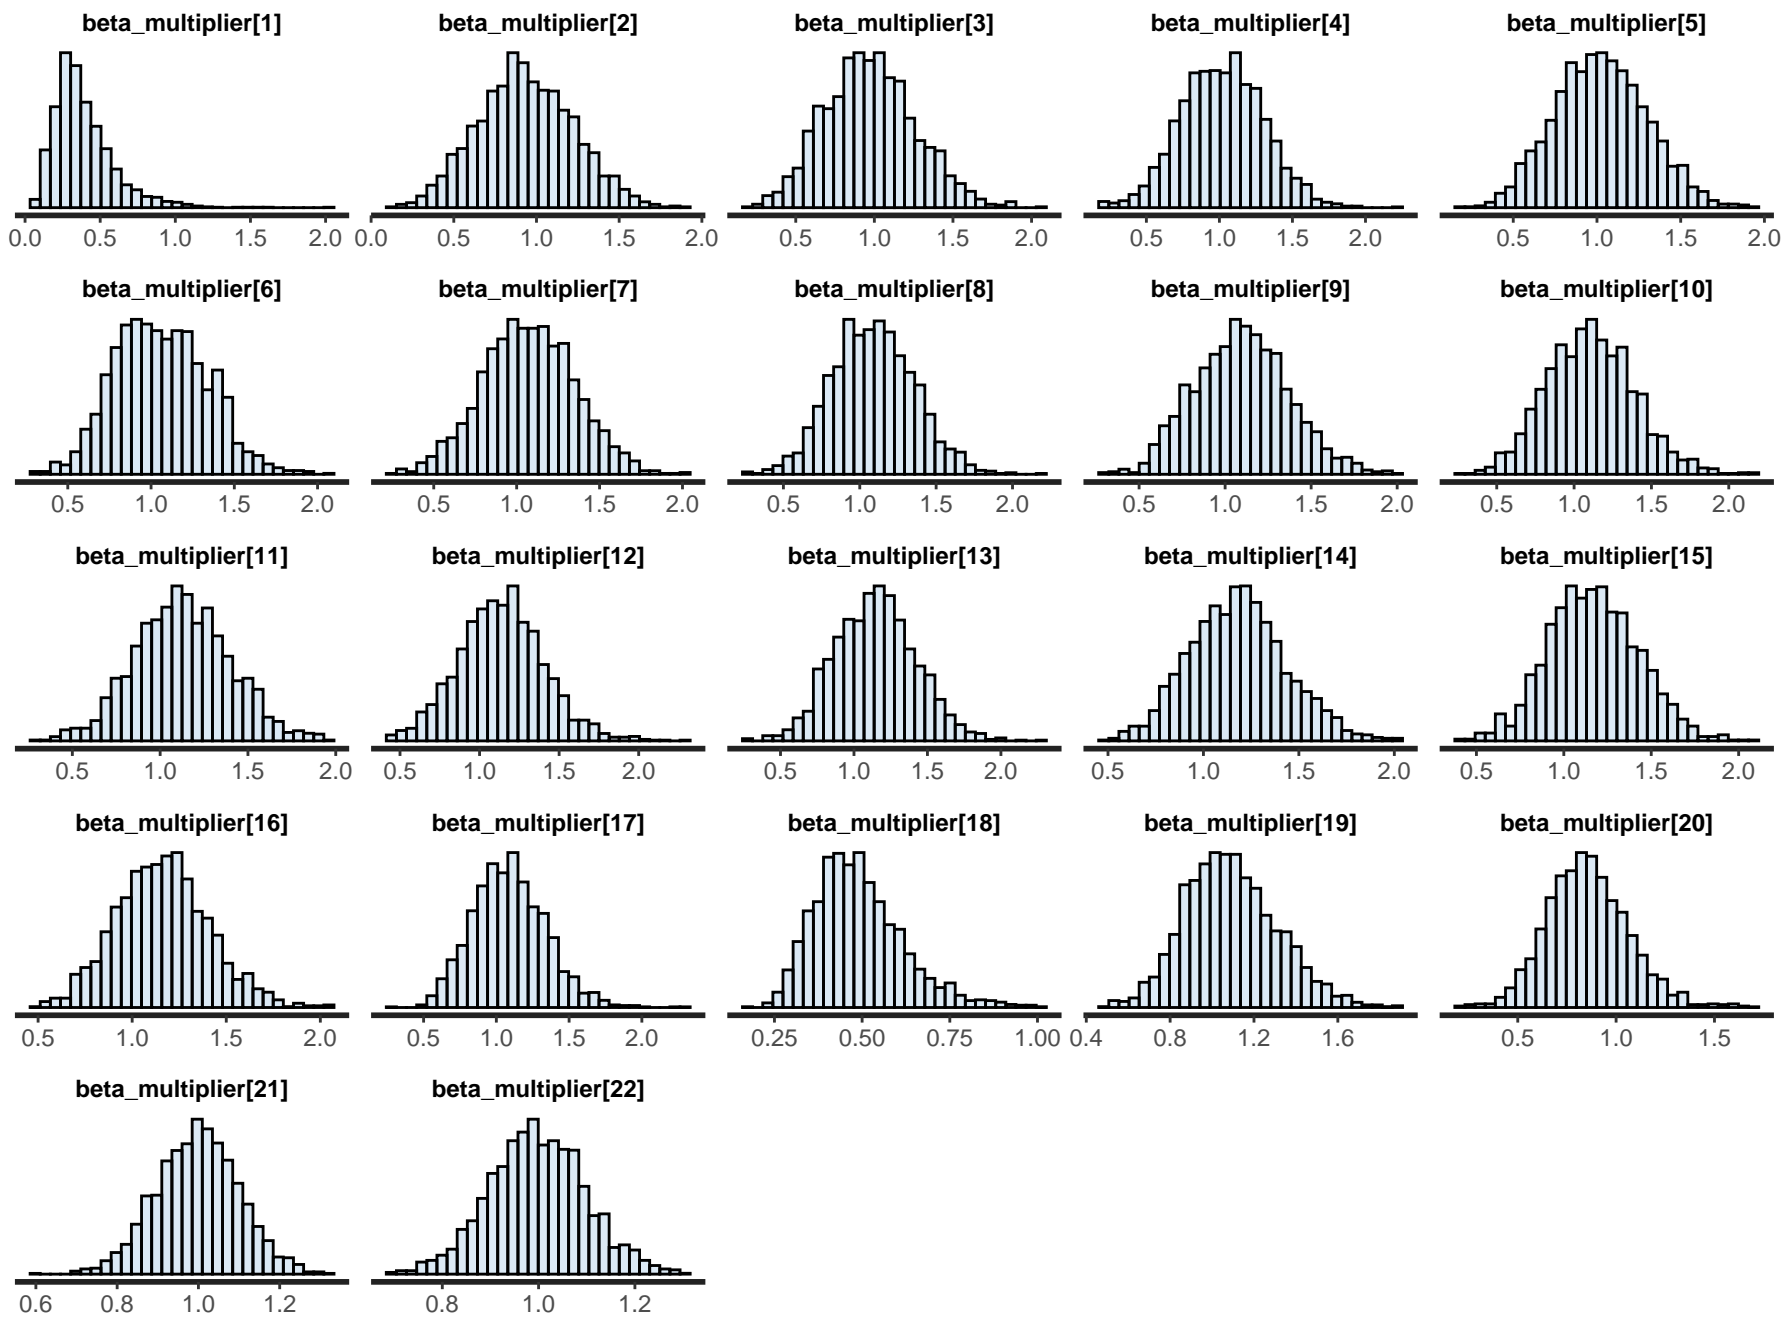 beta_multiplier[1] beta_multiplier[2] beta_multiplier[3] beta_multiplier[4] beta_multiplier[5]
0.0 0.5 1.0 1.5 2.0 0.0 0.5 1.0 1.5 2.0 0.5 1.0 1.5 2.0 0.5 1.0 1.5 2.0 0.5 1.0 1.5 2.0
beta_multiplier[6] beta_multiplier[7] beta_multiplier[8] beta_multiplier[9] beta_multiplier[10]
0.5 1.0 1.5 2.0 0.5 1.0 1.5 2.0 0.5 1.0 1.5 2.0 0.5 1.0 1.5 2.0 0.5 1.0 1.5 2.0
beta_multiplier[11] beta_multiplier[12] beta_multiplier[13] beta_multiplier[14] beta_multiplier[15]
0.5 1.0 1.5 2.0 0.5 1.0 1.5 2.0 0.5 1.0 1.5 2.0 0.5 1.0 1.5 2.0 0.5 1.0 1.5 2.0
beta_multiplier[16] beta_multiplier[17] beta_multiplier[18] beta_multiplier[19] beta_multiplier[20]
0.5 1.0 1.5 2.0 0.5 1.0 1.5 2.0 0.25 0.50 0.75 1.00 0.4 0.8 1.2 1.6 0.5 1.0 1.5
beta_multiplier[21] beta_multiplier[22]
0.6 0.8 1.0 1.2 0.8 1.0 1.2